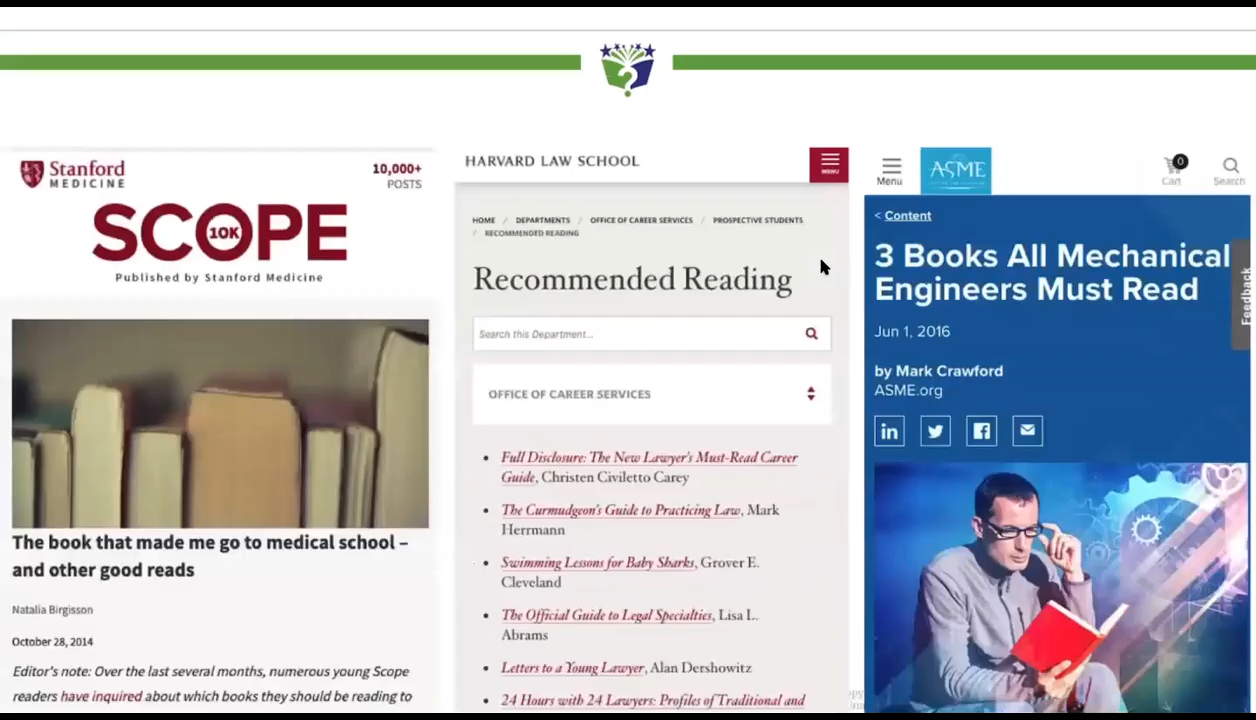 Stanford
MEDICINE
10,000+
POSTS
SCOPE
10K
Published by Stanford Medicine
The book that made me go to medical school –
and other good reads
Natalia Birgisson
October 28, 2014
Editor's note: Over the last several months, numerous young Scope
readers have inquired about which books they should be reading to
HARVARD LAW SCHOOL
MENU
HOME / DEPARTMENTS / OFFICE OF CAREER SERVICES / PROSPECTIVE STUDENTS
/ RECOMMENDED READING
Recommended Reading
Search this Department...
OFFICE OF CAREER SERVICES
• Full Disclosure: The New Lawyer's Must-Read Career
Guide, Christen Civiletto Carey
• The Curmudgeon's Guide to Practicing Law, Mark
Herrmann
• Swimming Lessons for Baby Sharks, Grover E.
Cleveland
• The Official Guide to Legal Specialties, Lisa L.
Abrams
• Letters to a Young Lawyer, Alan Dershowitz
• 24 Hours with 24 Lawyers: Profiles of Traditional and
Menu
ASME
0
Cart
Search
< Content
3 Books All Mechanical
Engineers Must Read
Jun 1, 2016
by Mark Crawford
ASME.org
Feedback